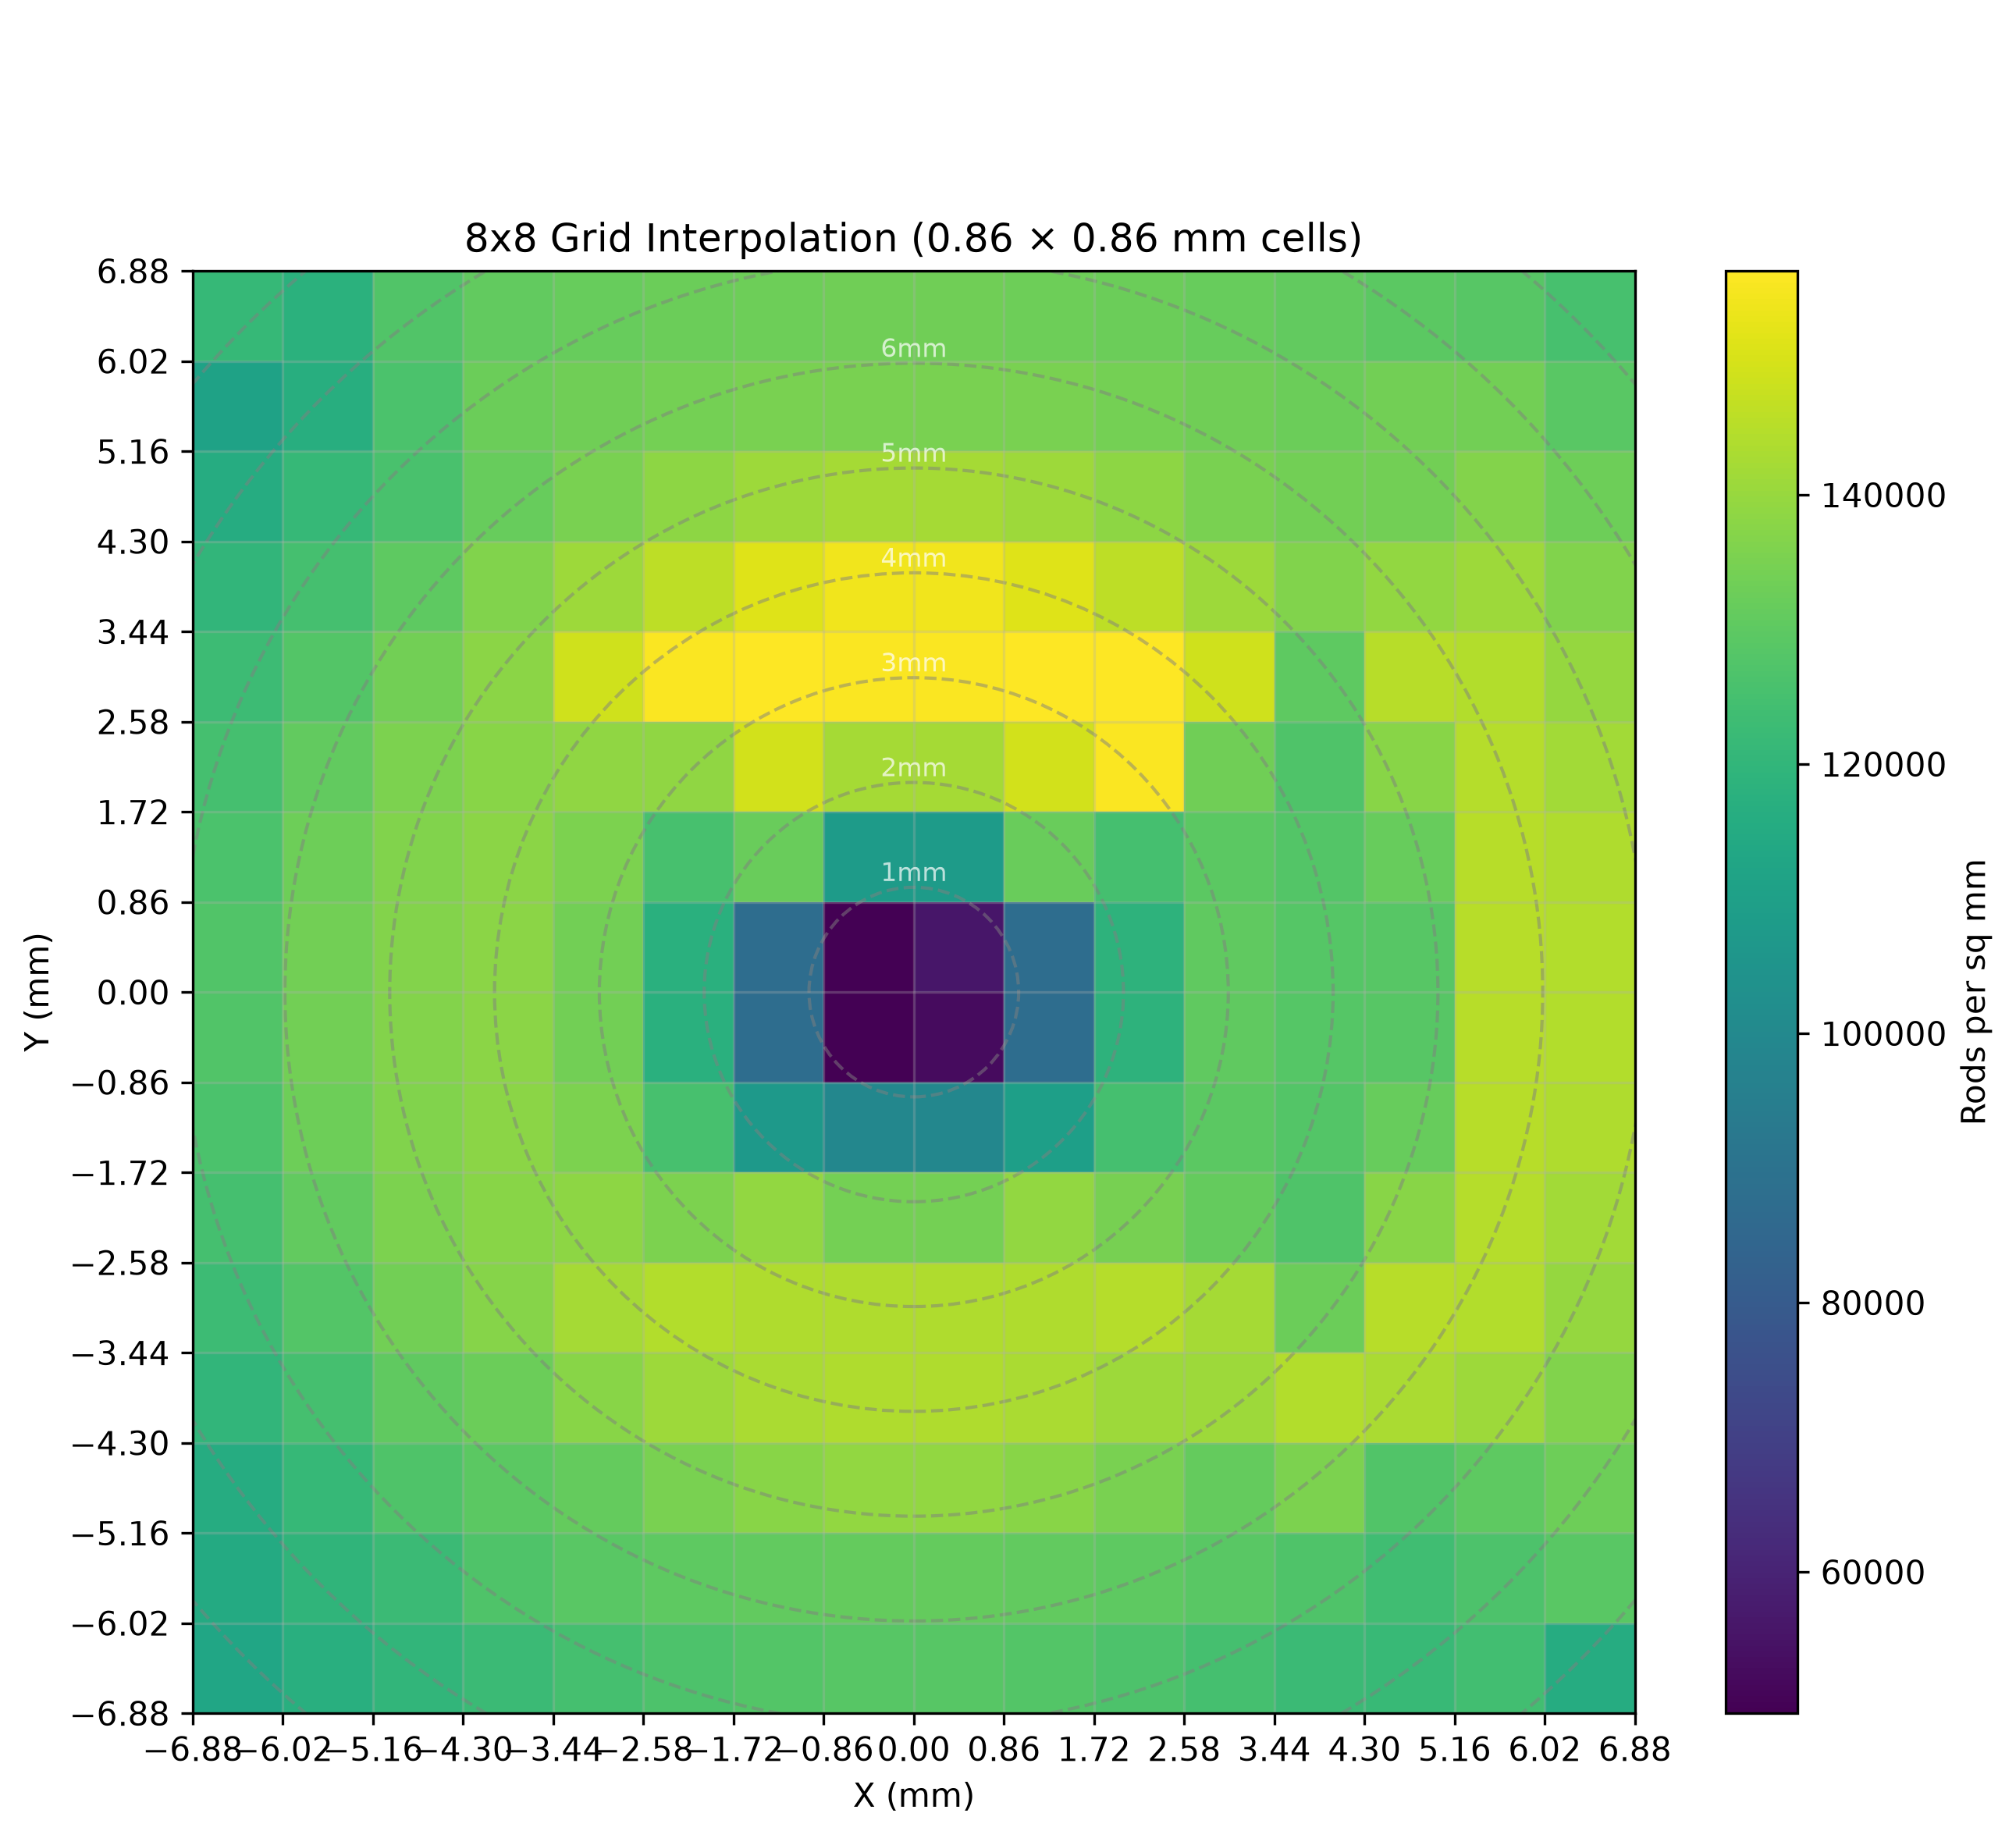 8x8 Grid Interpolation (0.86 × 0.86 mm cells)
6.88
6.02
5.16
4.30
3.44
2.58
1.72
0.86
0.00
−0.86
−1.72
−2.58
−3.44
−4.30
−5.16
−6.02
−6.88
Y (mm)
6mm
5mm
4mm
3mm
2mm
1mm
−6.88 −6.02 −5.16 −4.30 −3.44 −2.58 −1.72 −0.86 0.00 0.86 1.72 2.58 3.44 4.30 5.16 6.02 6.88
X (mm)
140000
120000
100000
80000
60000
Rods per sq mm